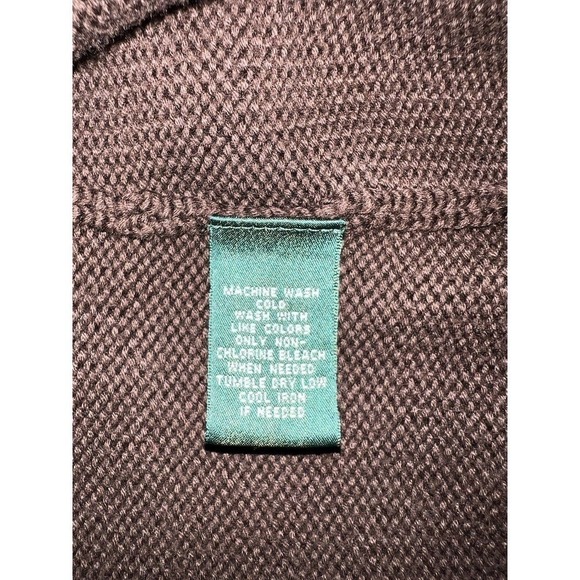 MACHINE WASH
COLD
WASH WITH
LIKE COLORS
ONLY NON-
CHLORINE BLEACH
WHEN NEEDED
TUMBLE DRY LOW
COOL IRON
IF NEEDED